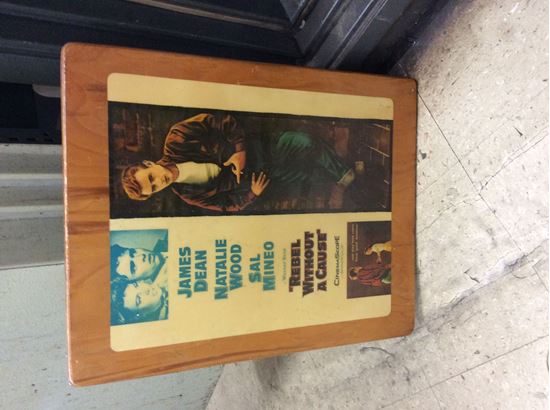 JAMES
DEAN
NATALIE
WOOD
SAL
MINEO
"REBEL
WITHOUT
A CAUSE"
CINEMASCOPE